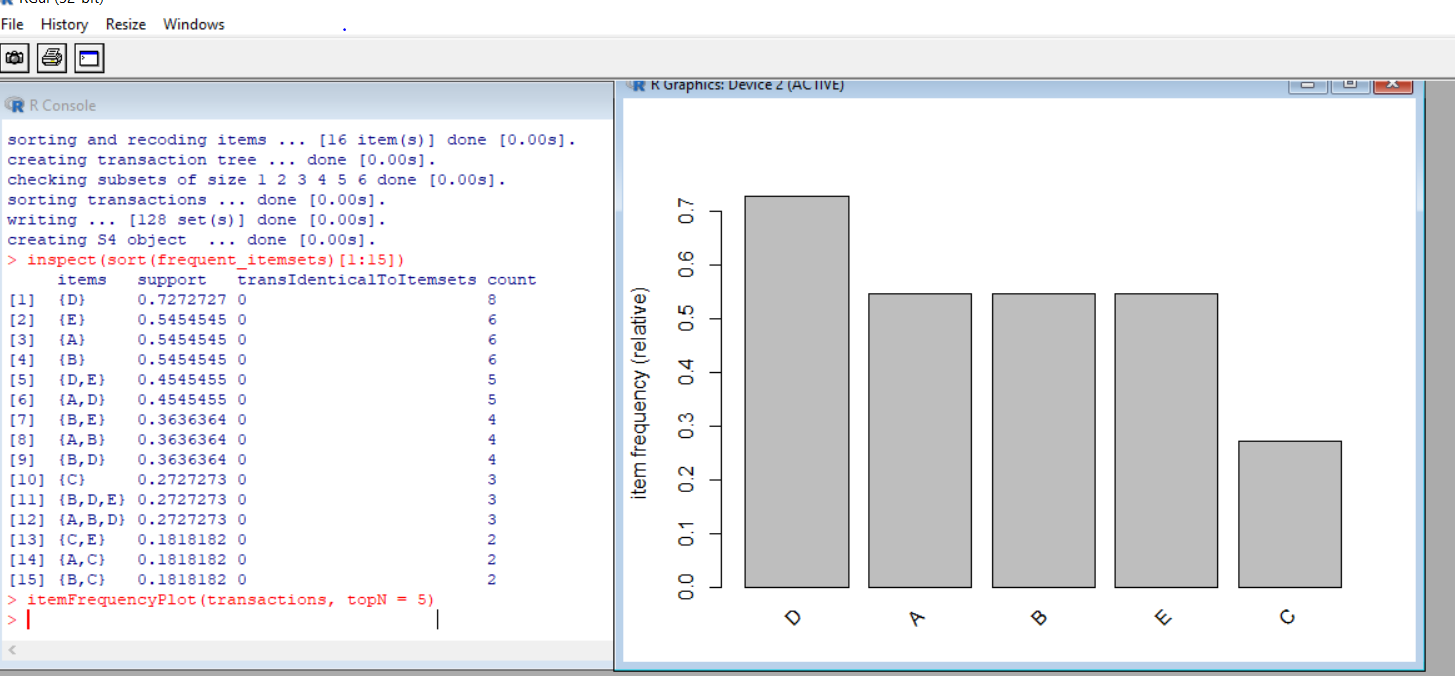 RGui (32-bit)
File History Resize Windows
R Console
sorting and recoding items ... [16 item(s)] done [0.00s].
creating transaction tree ... done [0.00s].
checking subsets of size 1 2 3 4 5 6 done [0.00s].
sorting transactions ... done [0.00s].
writing ... [128 set(s)] done [0.00s].
creating S4 object  ... done [0.00s].
> inspect(sort(frequent_itemsets)[1:15])
     items   support   transIdenticalToItemsets count
[1]  {D}     0.7272727 0                        8
[2]  {E}     0.5454545 0                        6
[3]  {A}     0.5454545 0                        6
[4]  {B}     0.5454545 0                        6
[5]  {D,E}   0.4545455 0                        5
[6]  {A,D}   0.4545455 0                        5
[7]  {B,E}   0.3636364 0                        4
[8]  {A,B}   0.3636364 0                        4
[9]  {B,D}   0.3636364 0                        4
[10] {C}     0.2727273 0                        3
[11] {B,D,E} 0.2727273 0                        3
[12] {A,B,D} 0.2727273 0                        3
[13] {C,E}   0.1818182 0                        2
[14] {A,C}   0.1818182 0                        2
[15] {B,C}   0.1818182 0                        2
> itemFrequencyPlot(transactions, topN = 5)
>
R Graphics: Device 2 (ACTIVE)
item frequency (relative)
0.7
0.6
0.5
0.4
0.3
0.2
0.1
0.0
D A B E C